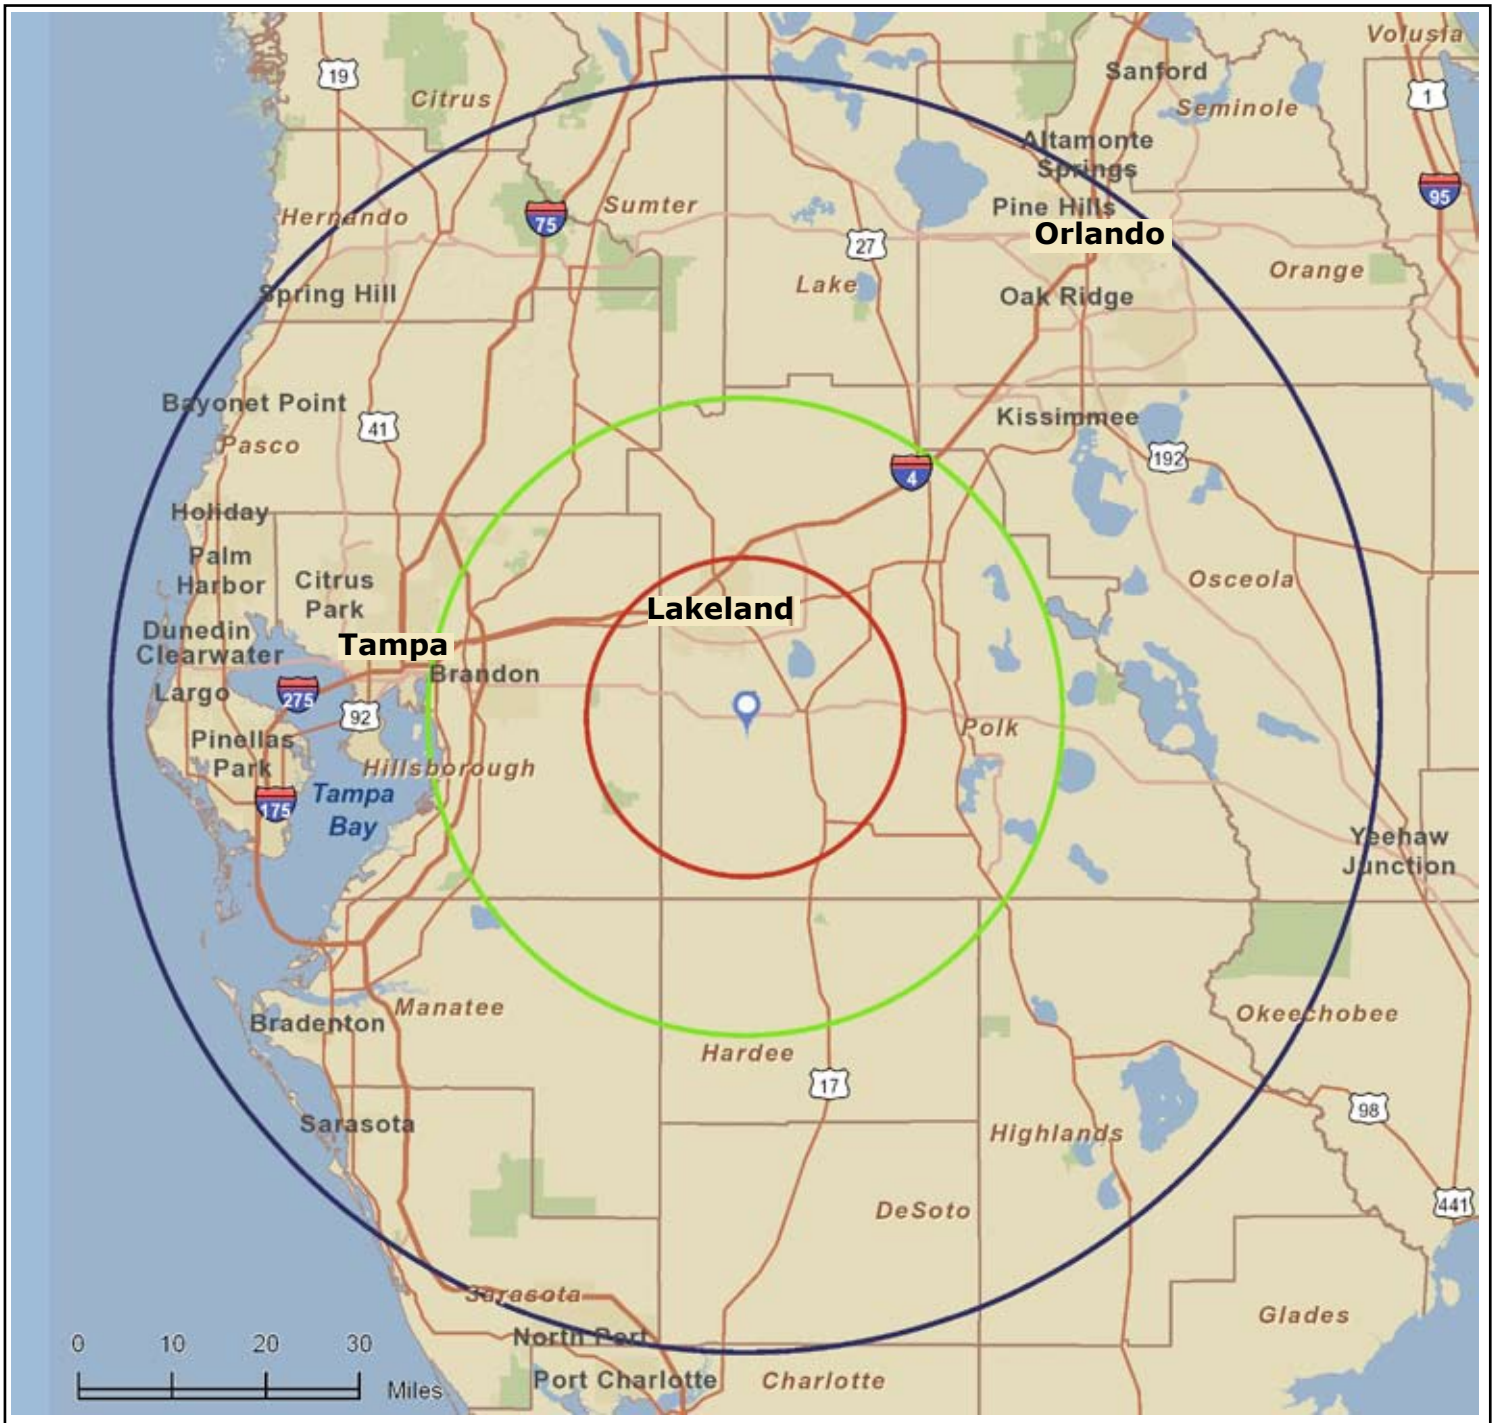 Volusia
Sanford
19
Citrus
Seminole
1
Altamonte
Springs
95
Sumter
Hernando
75
Pine Hills
Orlando
27
Orange
Lake
Spring Hill
Oak Ridge
Bayonet Point
Kissimmee
41
Pasco
192
4
Holiday
Palm
Harbor
Citrus
Park
Osceola
Lakeland
Dunedin
Tampa
Clearwater
Brandon
Largo
275
92
Polk
Pinellas
Park
Hillsborough
Tampa
Bay
175
Yeehaw
Junction
Manatee
Okeechobee
Bradenton
Hardee
17
98
Sarasota
Highlands
441
DeSoto
Sarasota
Glades
North Port
0 10 20 30
Port Charlotte
Charlotte
Miles